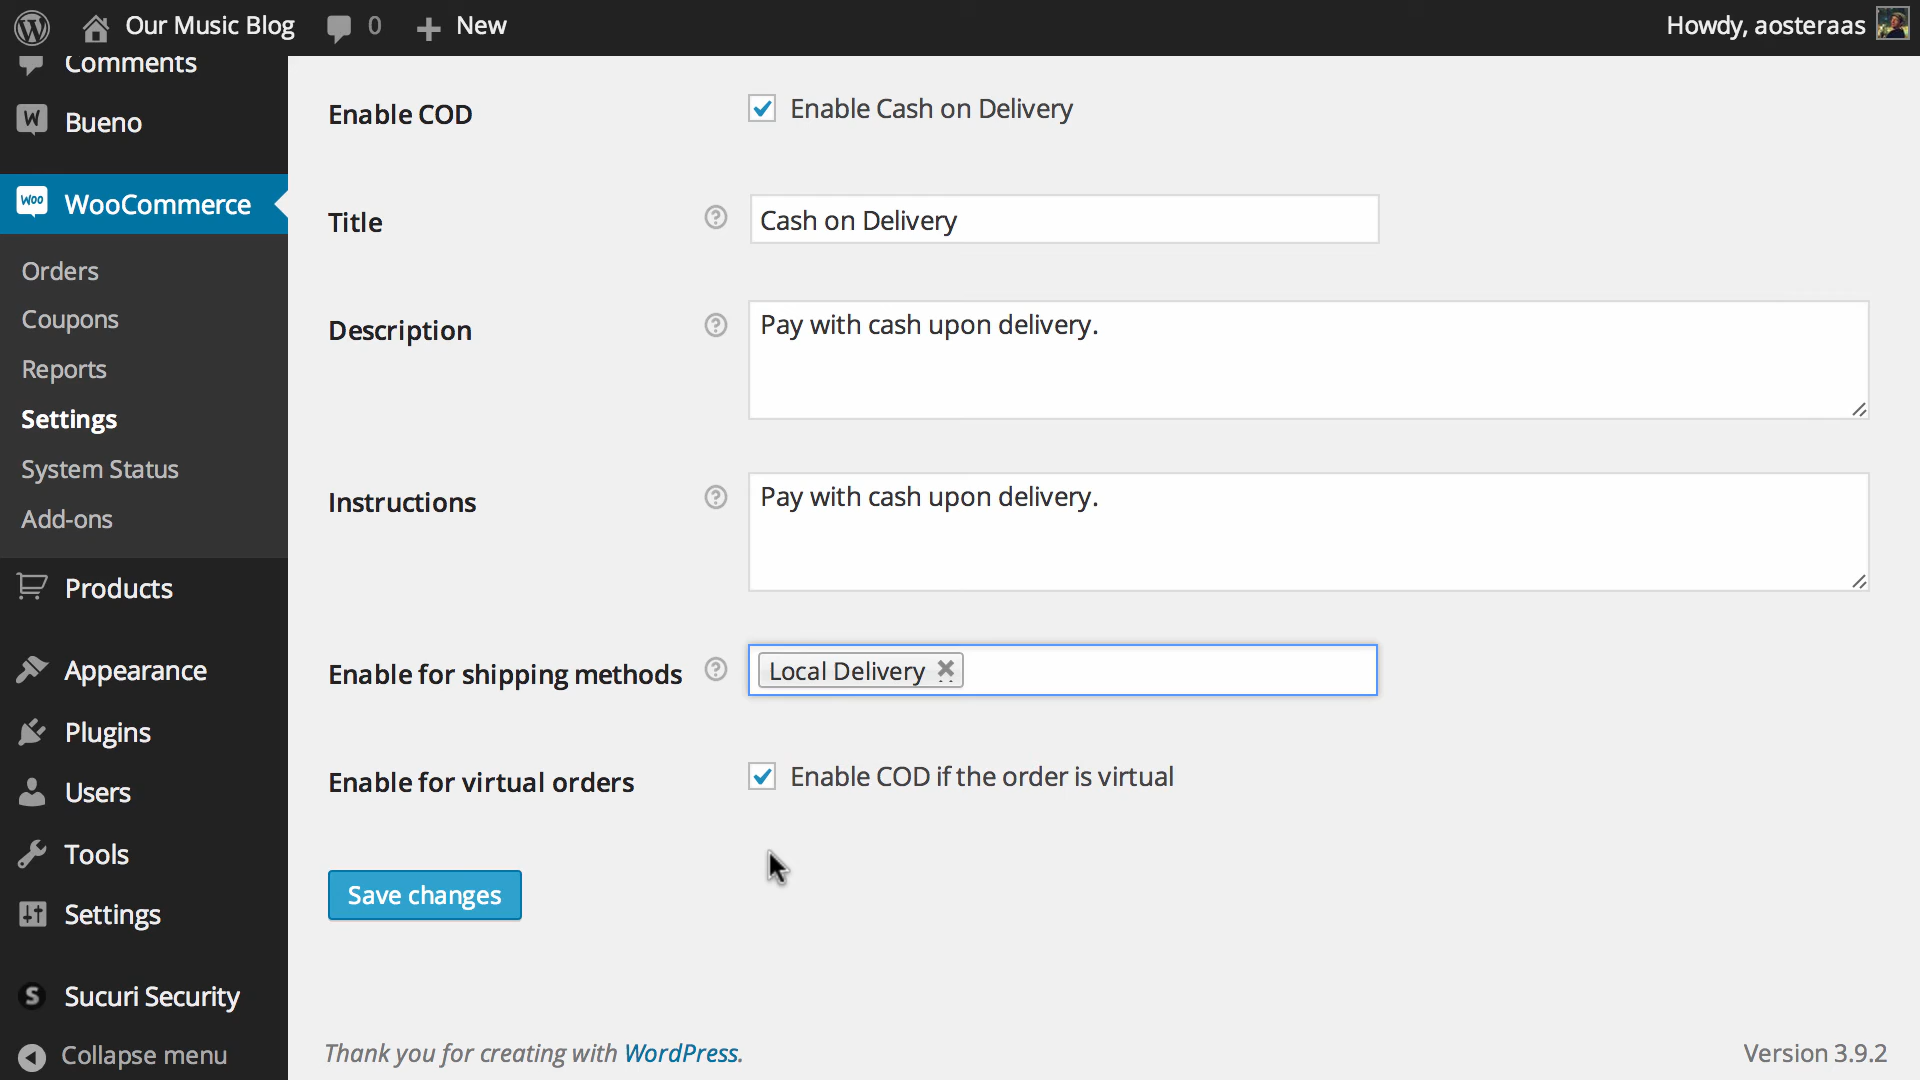 Our Music Blog 0 New Howdy, aosteraas
Comments
Bueno
WooCommerce
Orders
Coupons
Reports
Settings
System Status
Add-ons
Products
Appearance
Plugins
Users
Tools
Settings
Sucuri Security
Collapse menu
Enable COD Enable Cash on Delivery
Title Cash on Delivery
Description Pay with cash upon delivery.
Instructions Pay with cash upon delivery.
Enable for shipping methods Local Delivery
Enable for virtual orders Enable COD if the order is virtual
Save changes
Thank you for creating with WordPress. Version 3.9.2